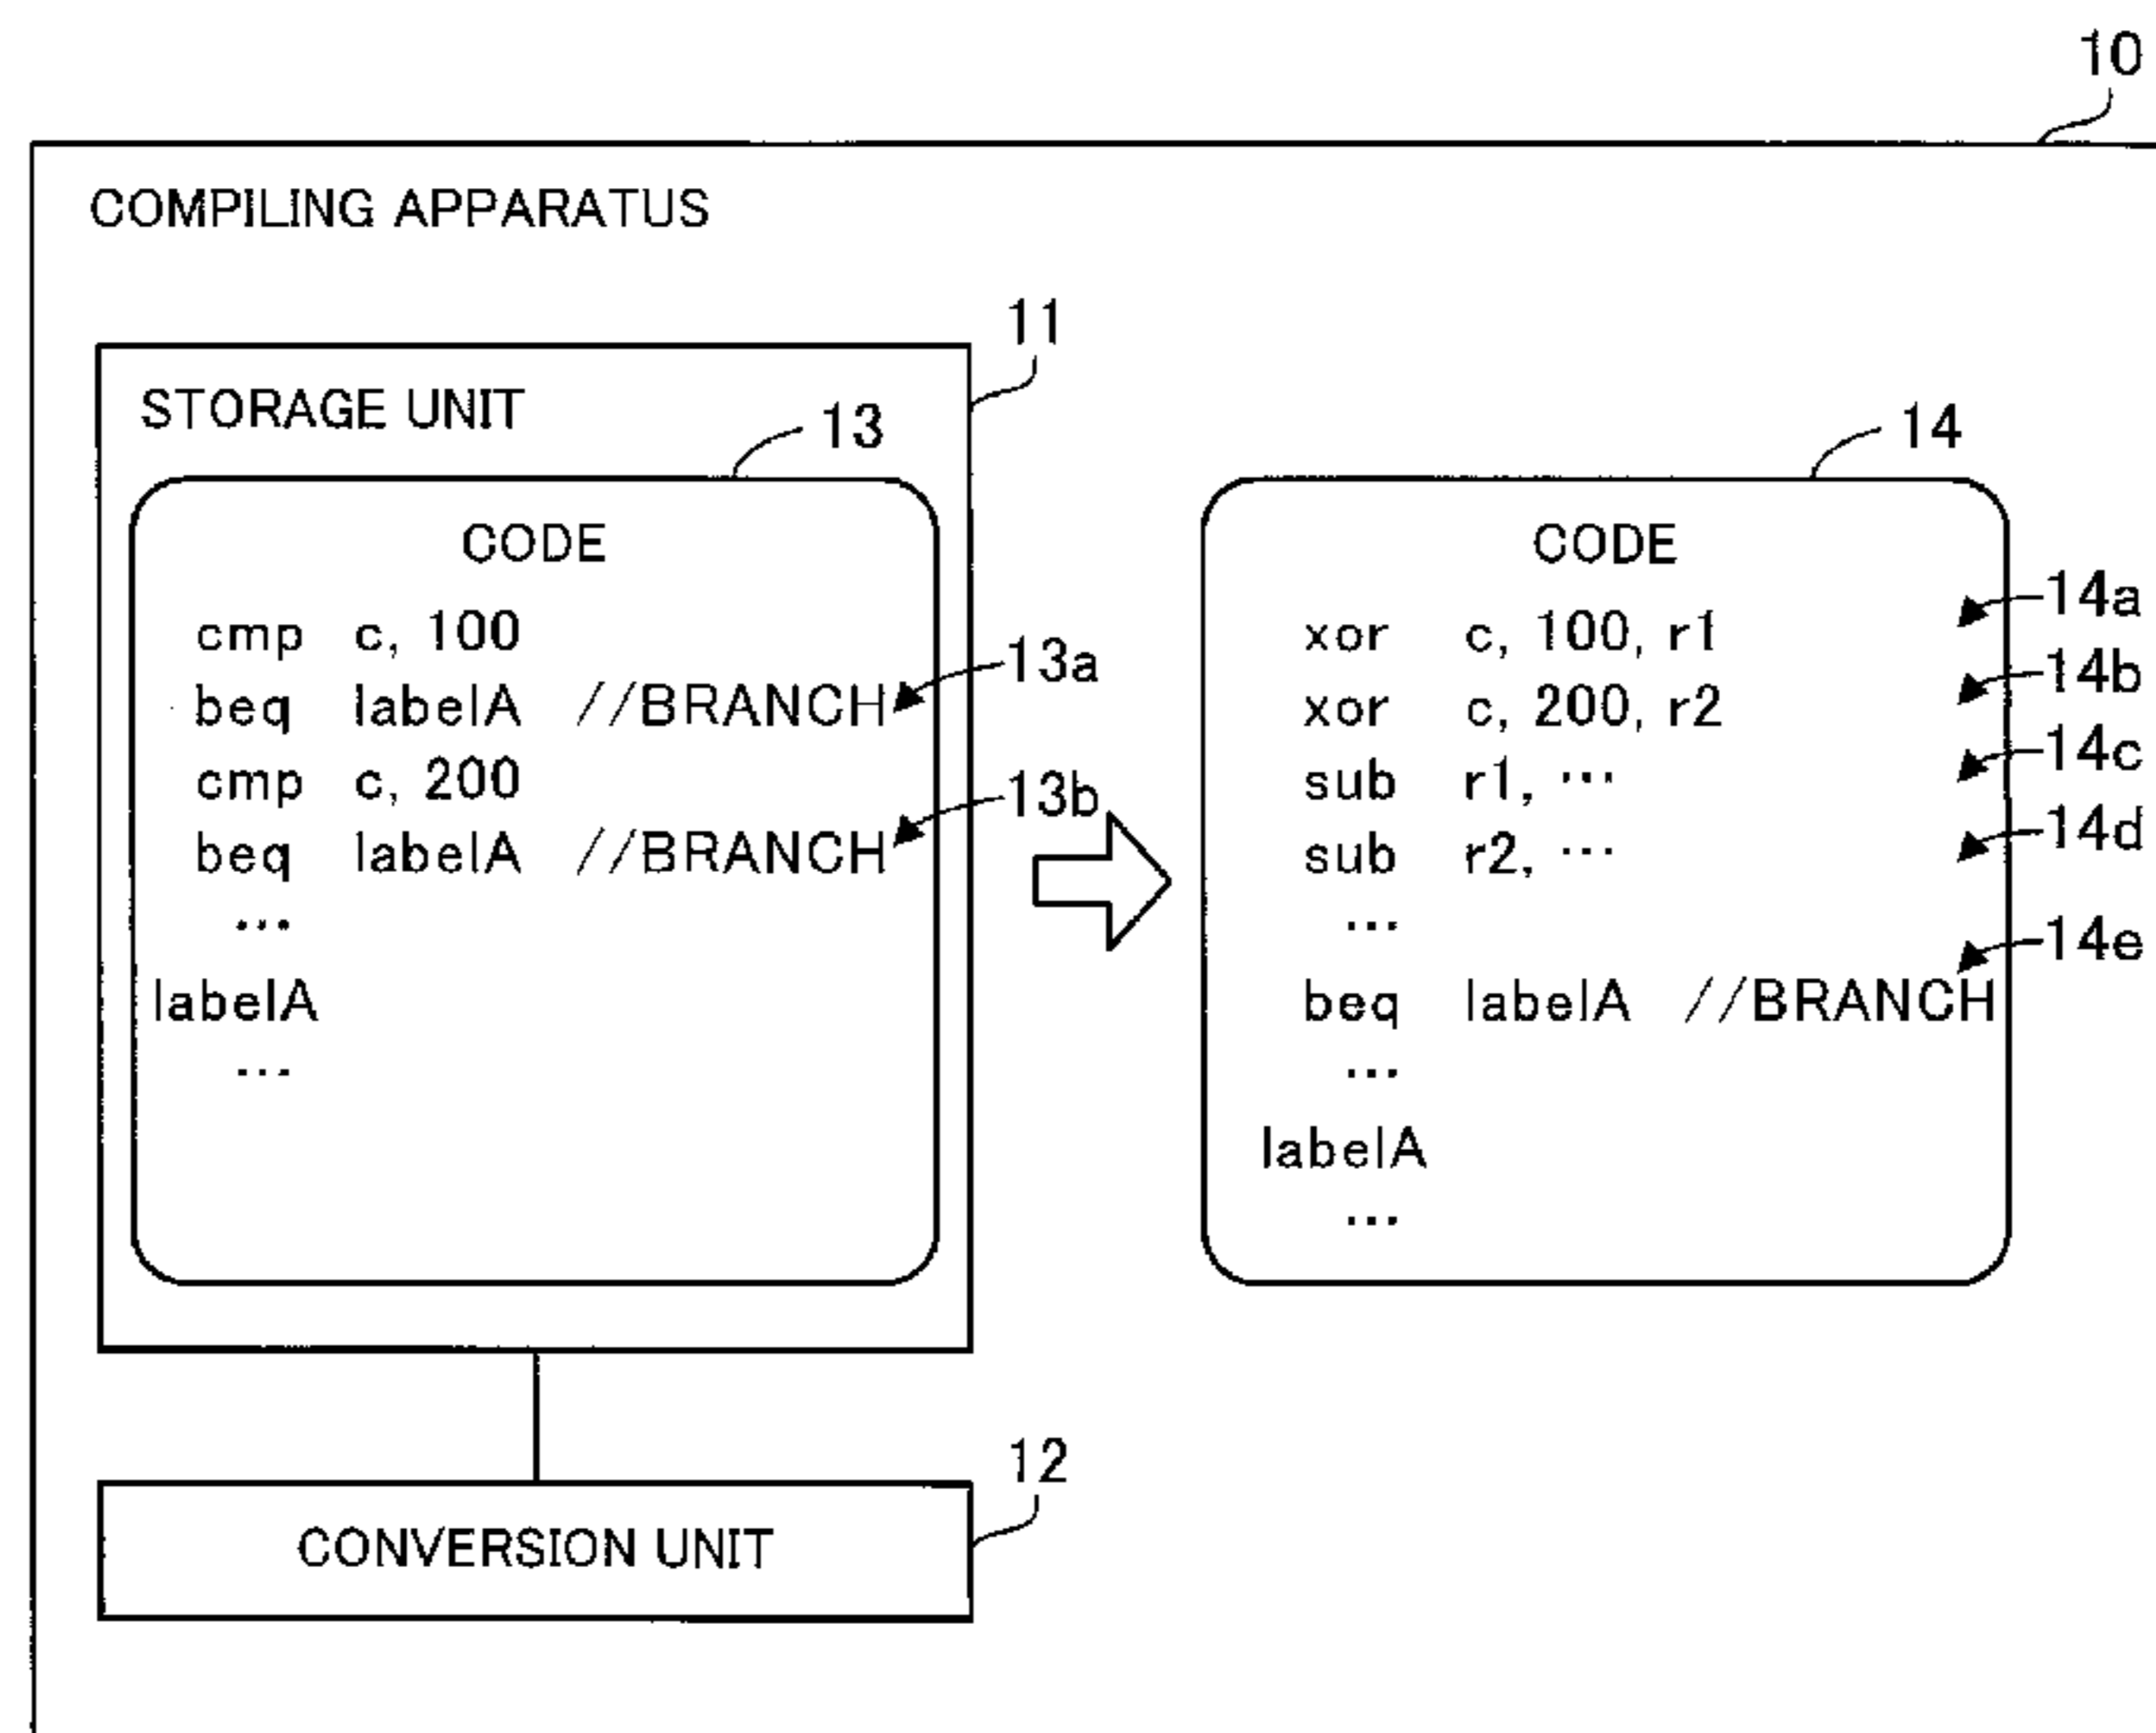 10
COMPILING APPARATUS
11
STORAGE UNIT
13
CODE
cmp c, 100
beq labelA //BRANCH
13a
cmp c, 200
beq labelA //BRANCH
13b
...
labelA
...
14
CODE
xor c, 100, r1
14a
xor c, 200, r2
14b
sub r1, ...
14c
sub r2, ...
14d
...
beq labelA //BRANCH
14e
...
labelA
...
12
CONVERSION UNIT